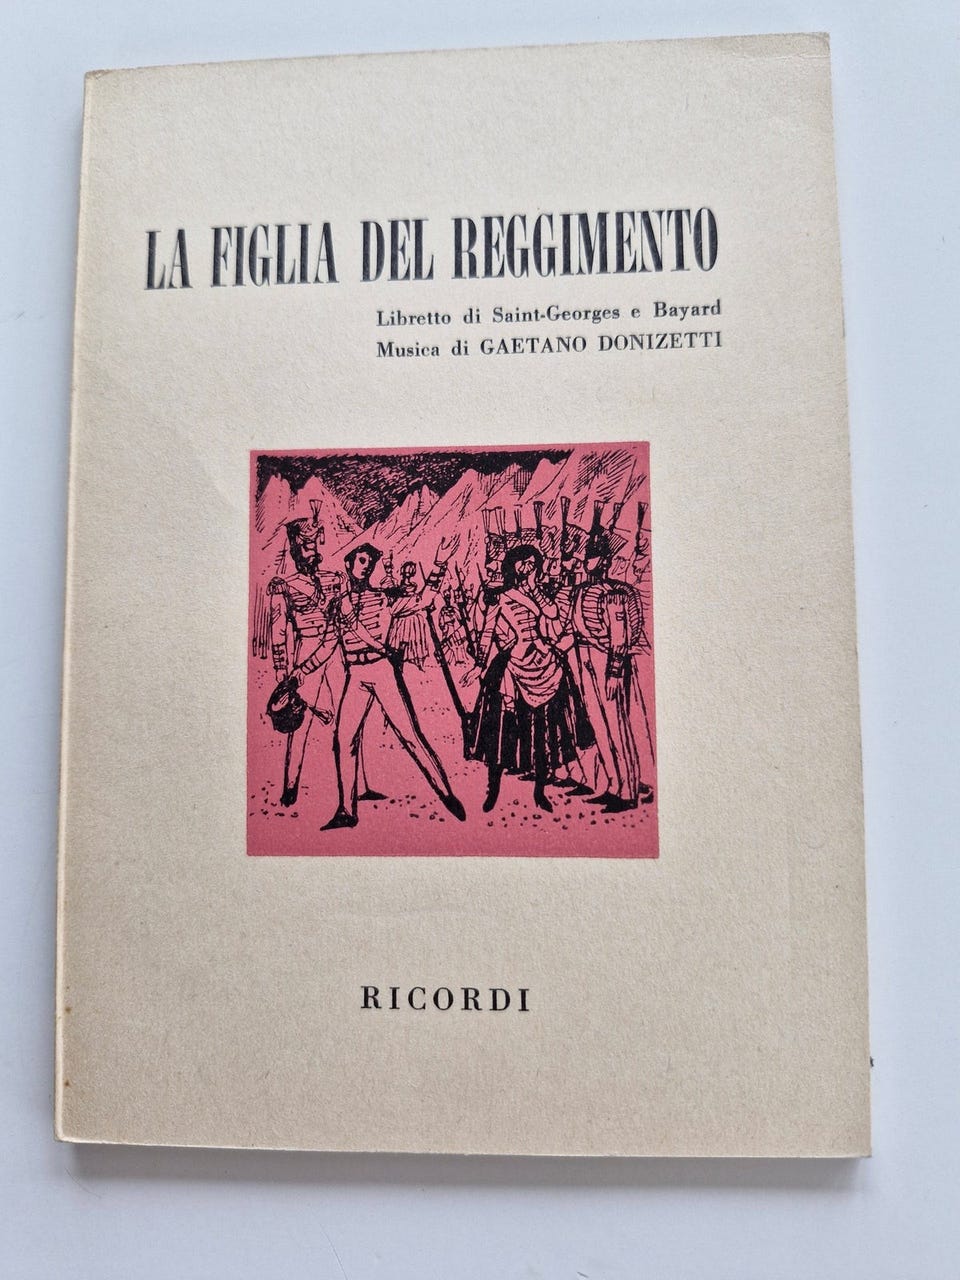 LA FIGLIA DEL REGGIMENTO
Libretto di Saint-Georges e Bayard
Musica di GAETANO DONIZETTI
RICORDI